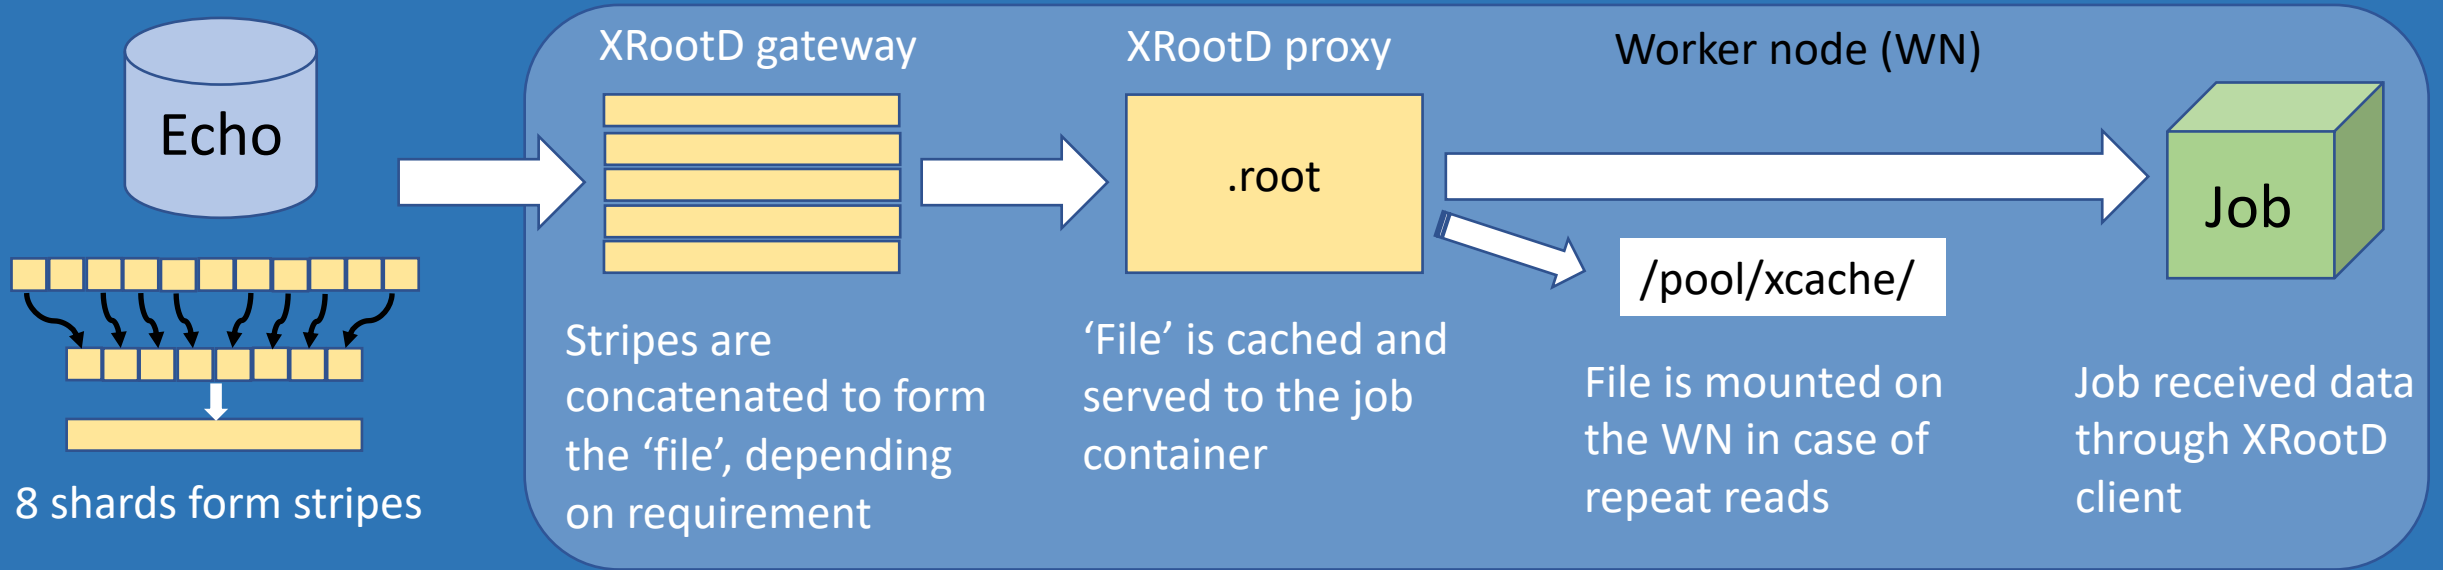 Echo
8 shards form stripes
XRootD gateway
Stripes are
concatenated to form
the ‘file’, depending
on requirement
XRootD proxy
.root
‘File’ is cached and
served to the job
container
Worker node (WN)
/pool/xcache/
File is mounted on
the WN in case of
repeat reads
Job
Job received data
through XRootD
client